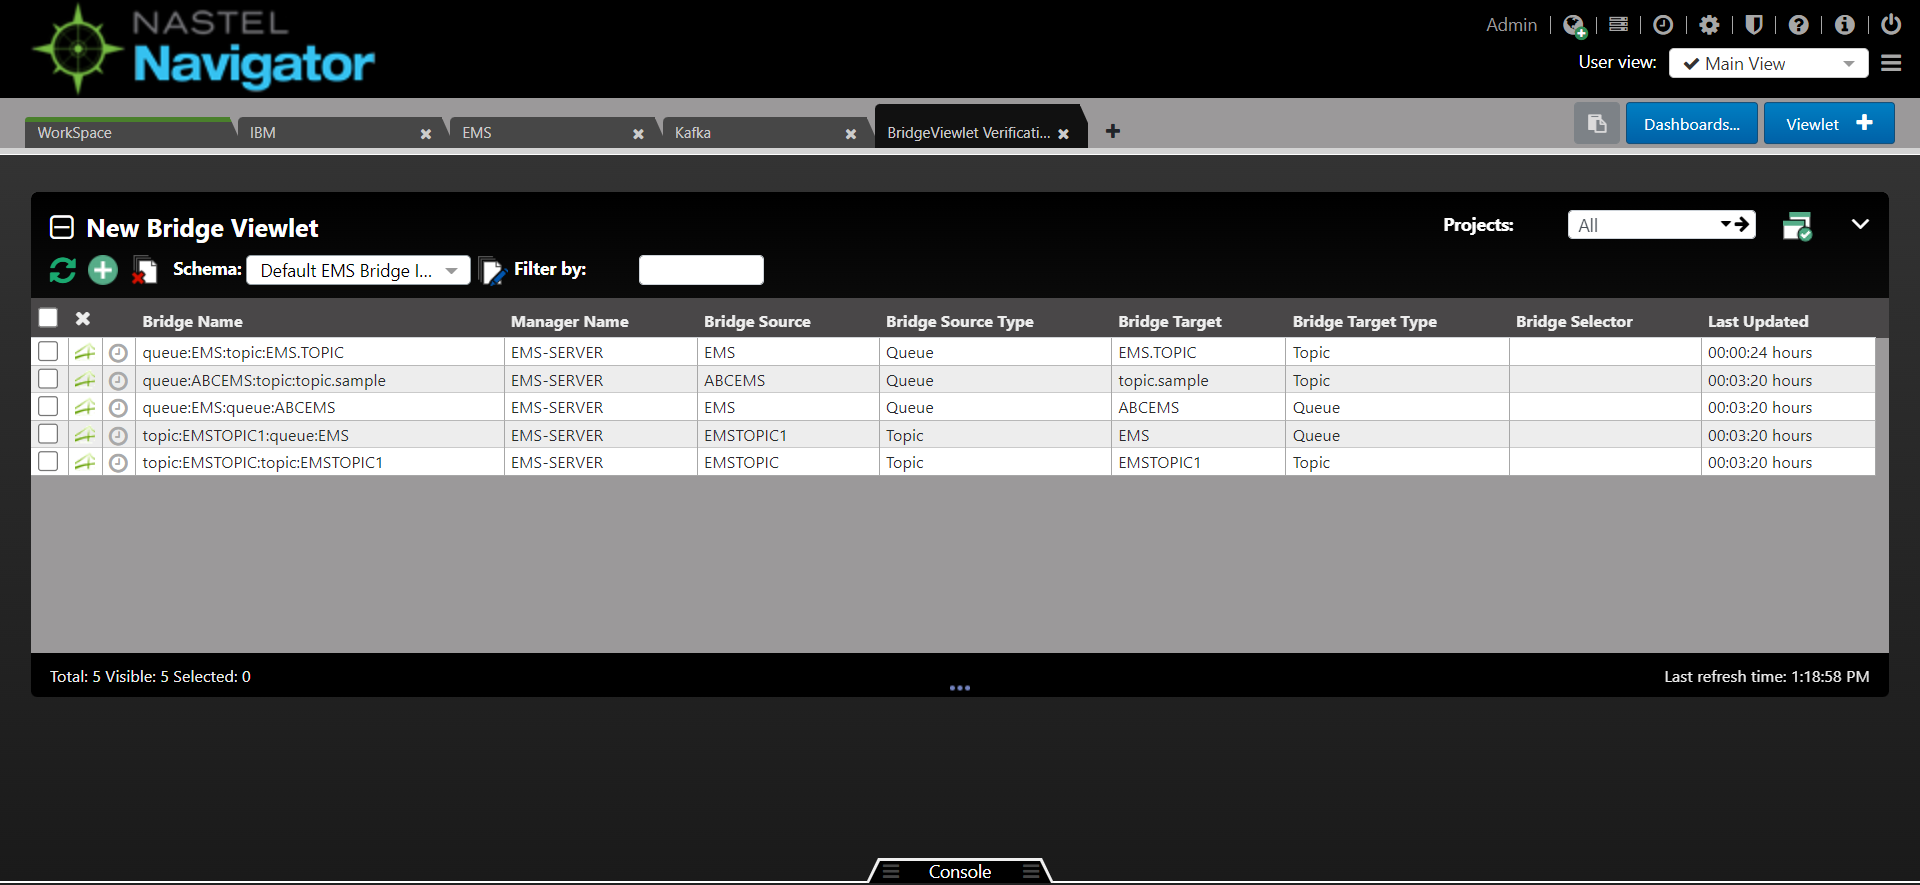 NASTEL
Navigator
Admin
User view: Main View
WorkSpace IBM EMS Kafka BridgeViewlet Verificati... Dashboards... Viewlet
New Bridge Viewlet Projects: All
Schema: Default EMS Bridge I... Filter by:
Bridge Name Manager Name Bridge Source Bridge Source Type Bridge Target Bridge Target Type Bridge Selector Last Updated
queue:EMS:topic:EMS.TOPIC EMS-SERVER EMS Queue EMS.TOPIC Topic 00:00:24 hours
queue:ABCEMS:topic:topic.sample EMS-SERVER ABCEMS Queue topic.sample Topic 00:03:20 hours
queue:EMS:queue:ABCEMS EMS-SERVER EMS Queue ABCEMS Queue 00:03:20 hours
topic:EMSTOPIC1:queue:EMS EMS-SERVER EMSTOPIC1 Topic EMS Queue 00:03:20 hours
topic:EMSTOPIC:topic:EMSTOPIC1 EMS-SERVER EMSTOPIC Topic EMSTOPIC1 Topic 00:03:20 hours
Total: 5 Visible: 5 Selected: 0 Last refresh time: 1:18:58 PM
Console